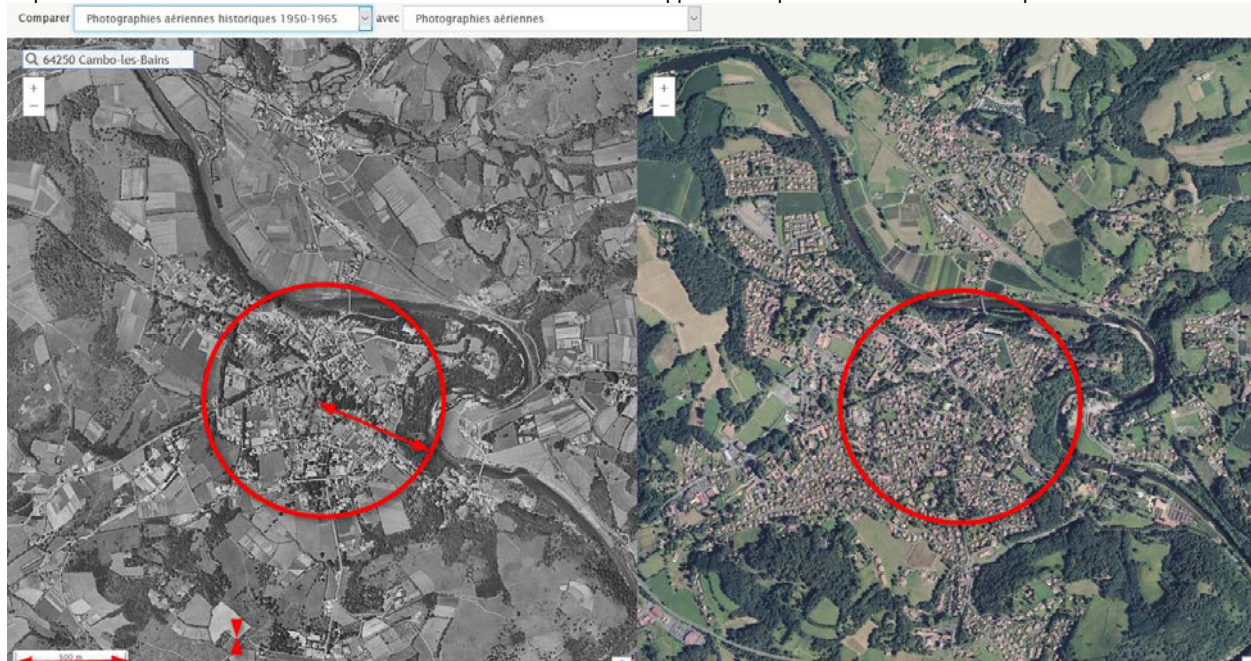 Comparer Photographies aériennes historiques 1950-1965 avec Photographies aériennes
64250 Cambo-les-Bains
+
−
+
−
500 m